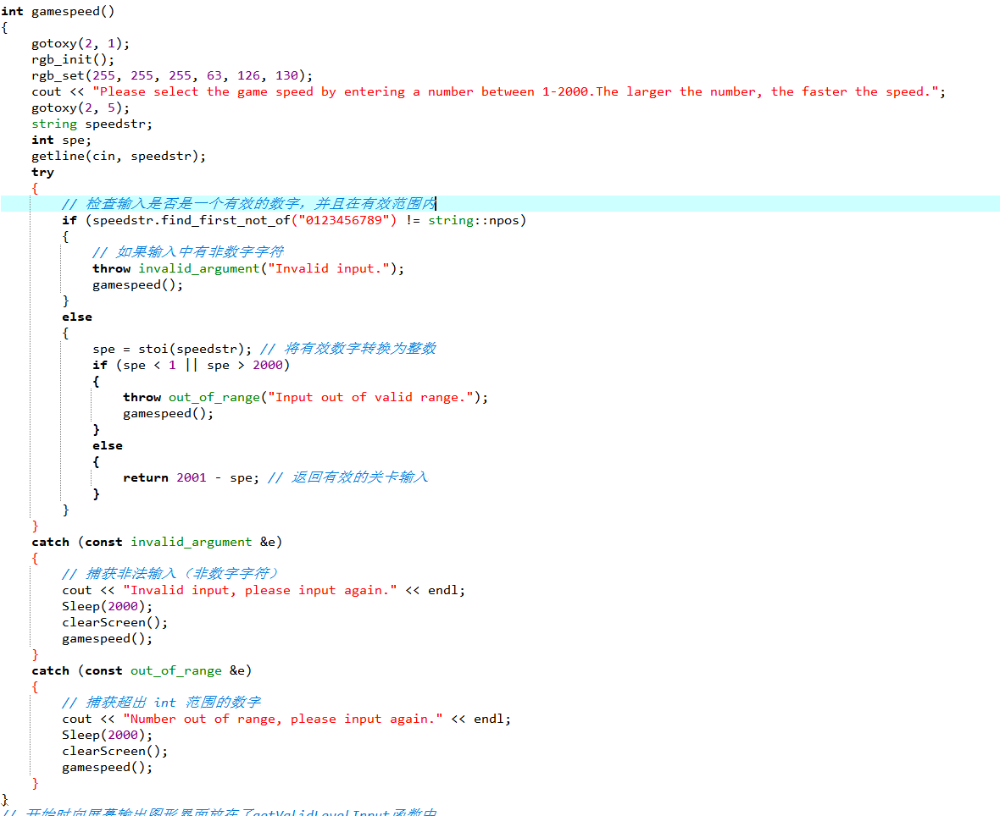 int gamespeed()
{
    gotoxy(2, 1);
    rgb_init();
    rgb_set(255, 255, 255, 63, 126, 130);
    cout << "Please select the game speed by entering a number between 1-2000.The larger the number, the faster the speed.";
    gotoxy(2, 5);
    string speedstr;
    int spe;
    getline(cin, speedstr);
    try
    {
        // 检查输入是否是一个有效的数字，并且在有效范围内
        if (speedstr.find_first_not_of("0123456789") != string::npos)
        {
            // 如果输入中有非数字字符
            throw invalid_argument("Invalid input.");
            gamespeed();
        }
        else
        {
            spe = stoi(speedstr); // 将有效数字转换为整数
            if (spe < 1 || spe > 2000)
            {
                throw out_of_range("Input out of valid range.");
                gamespeed();
            }
            else
            {
                return 2001 - spe; // 返回有效的关卡输入
            }
        }
    }
    catch (const invalid_argument &e)
    {
        // 捕获非法输入（非数字字符）
        cout << "Invalid input, please input again." << endl;
        Sleep(2000);
        clearScreen();
        gamespeed();
    }
    catch (const out_of_range &e)
    {
        // 捕获超出 int 范围的数字
        cout << "Number out of range, please input again." << endl;
        Sleep(2000);
        clearScreen();
        gamespeed();
    }
}
// 开始时向屏幕输出图形界面放在了getValidLevelInput函数中